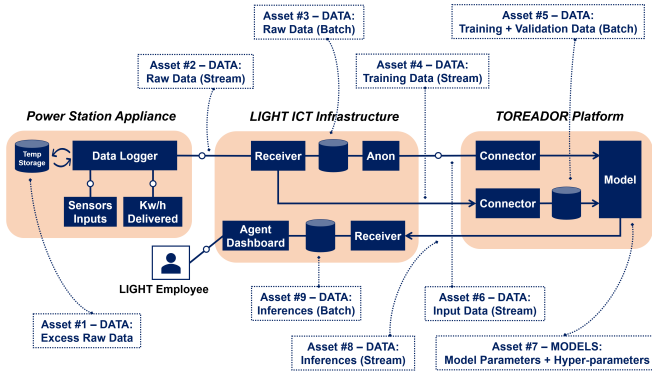 Asset #3 – DATA:
Raw Data (Batch)
Asset #5 – DATA:
Training + Validation Data (Batch)
Asset #2 – DATA:
Raw Data (Stream)
Asset #4 – DATA:
Training Data (Stream)
Power Station Appliance
LIGHT ICT Infrastructure
TOREADOR Platform
Temp
Storage
Data Logger
Receiver
Anon
Connector
Model
Sensors
Inputs
Kw/h
Delivered
Connector
Agent
Dashboard
Receiver
LIGHT Employee
Asset #1 – DATA:
Excess Raw Data
Asset #9 – DATA:
Inferences (Batch)
Asset #6 – DATA:
Input Data (Stream)
Asset #8 – DATA:
Inferences (Stream)
Asset #7 – MODELS:
Model Parameters + Hyper-parameters